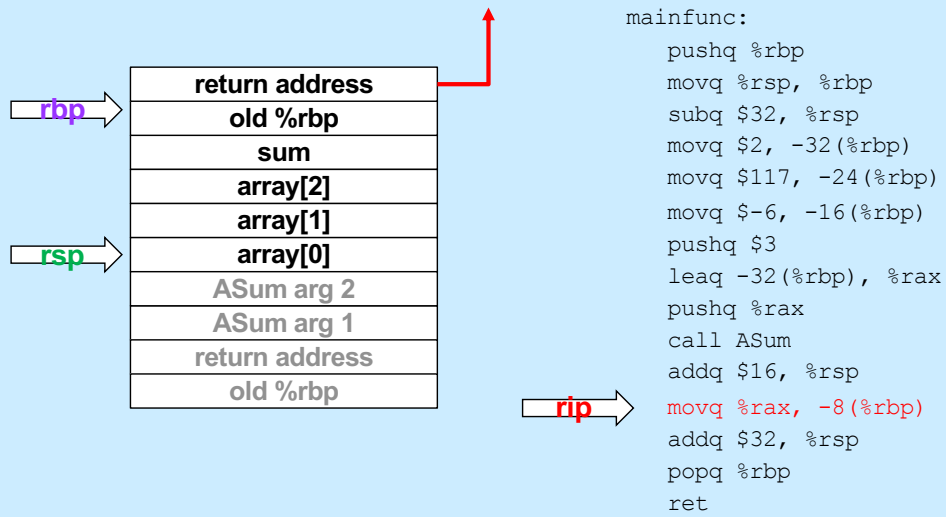 return address
old %rbp
sum
array[2]
array[1]
array[0]
ASum arg 2
ASum arg 1
return address
old %rbp
rbp
rsp
mainfunc:
pushq %rbp
movq %rsp, %rbp
subq $32, %rsp
movq $2, -32(%rbp)
movq $117, -24(%rbp)
movq $-6, -16(%rbp)
pushq $3
leaq -32(%rbp), %rax
pushq %rax
call ASum
addq $16, %rsp
rip
movq %rax, -8(%rbp)
addq $32, %rsp
popq %rbp
ret